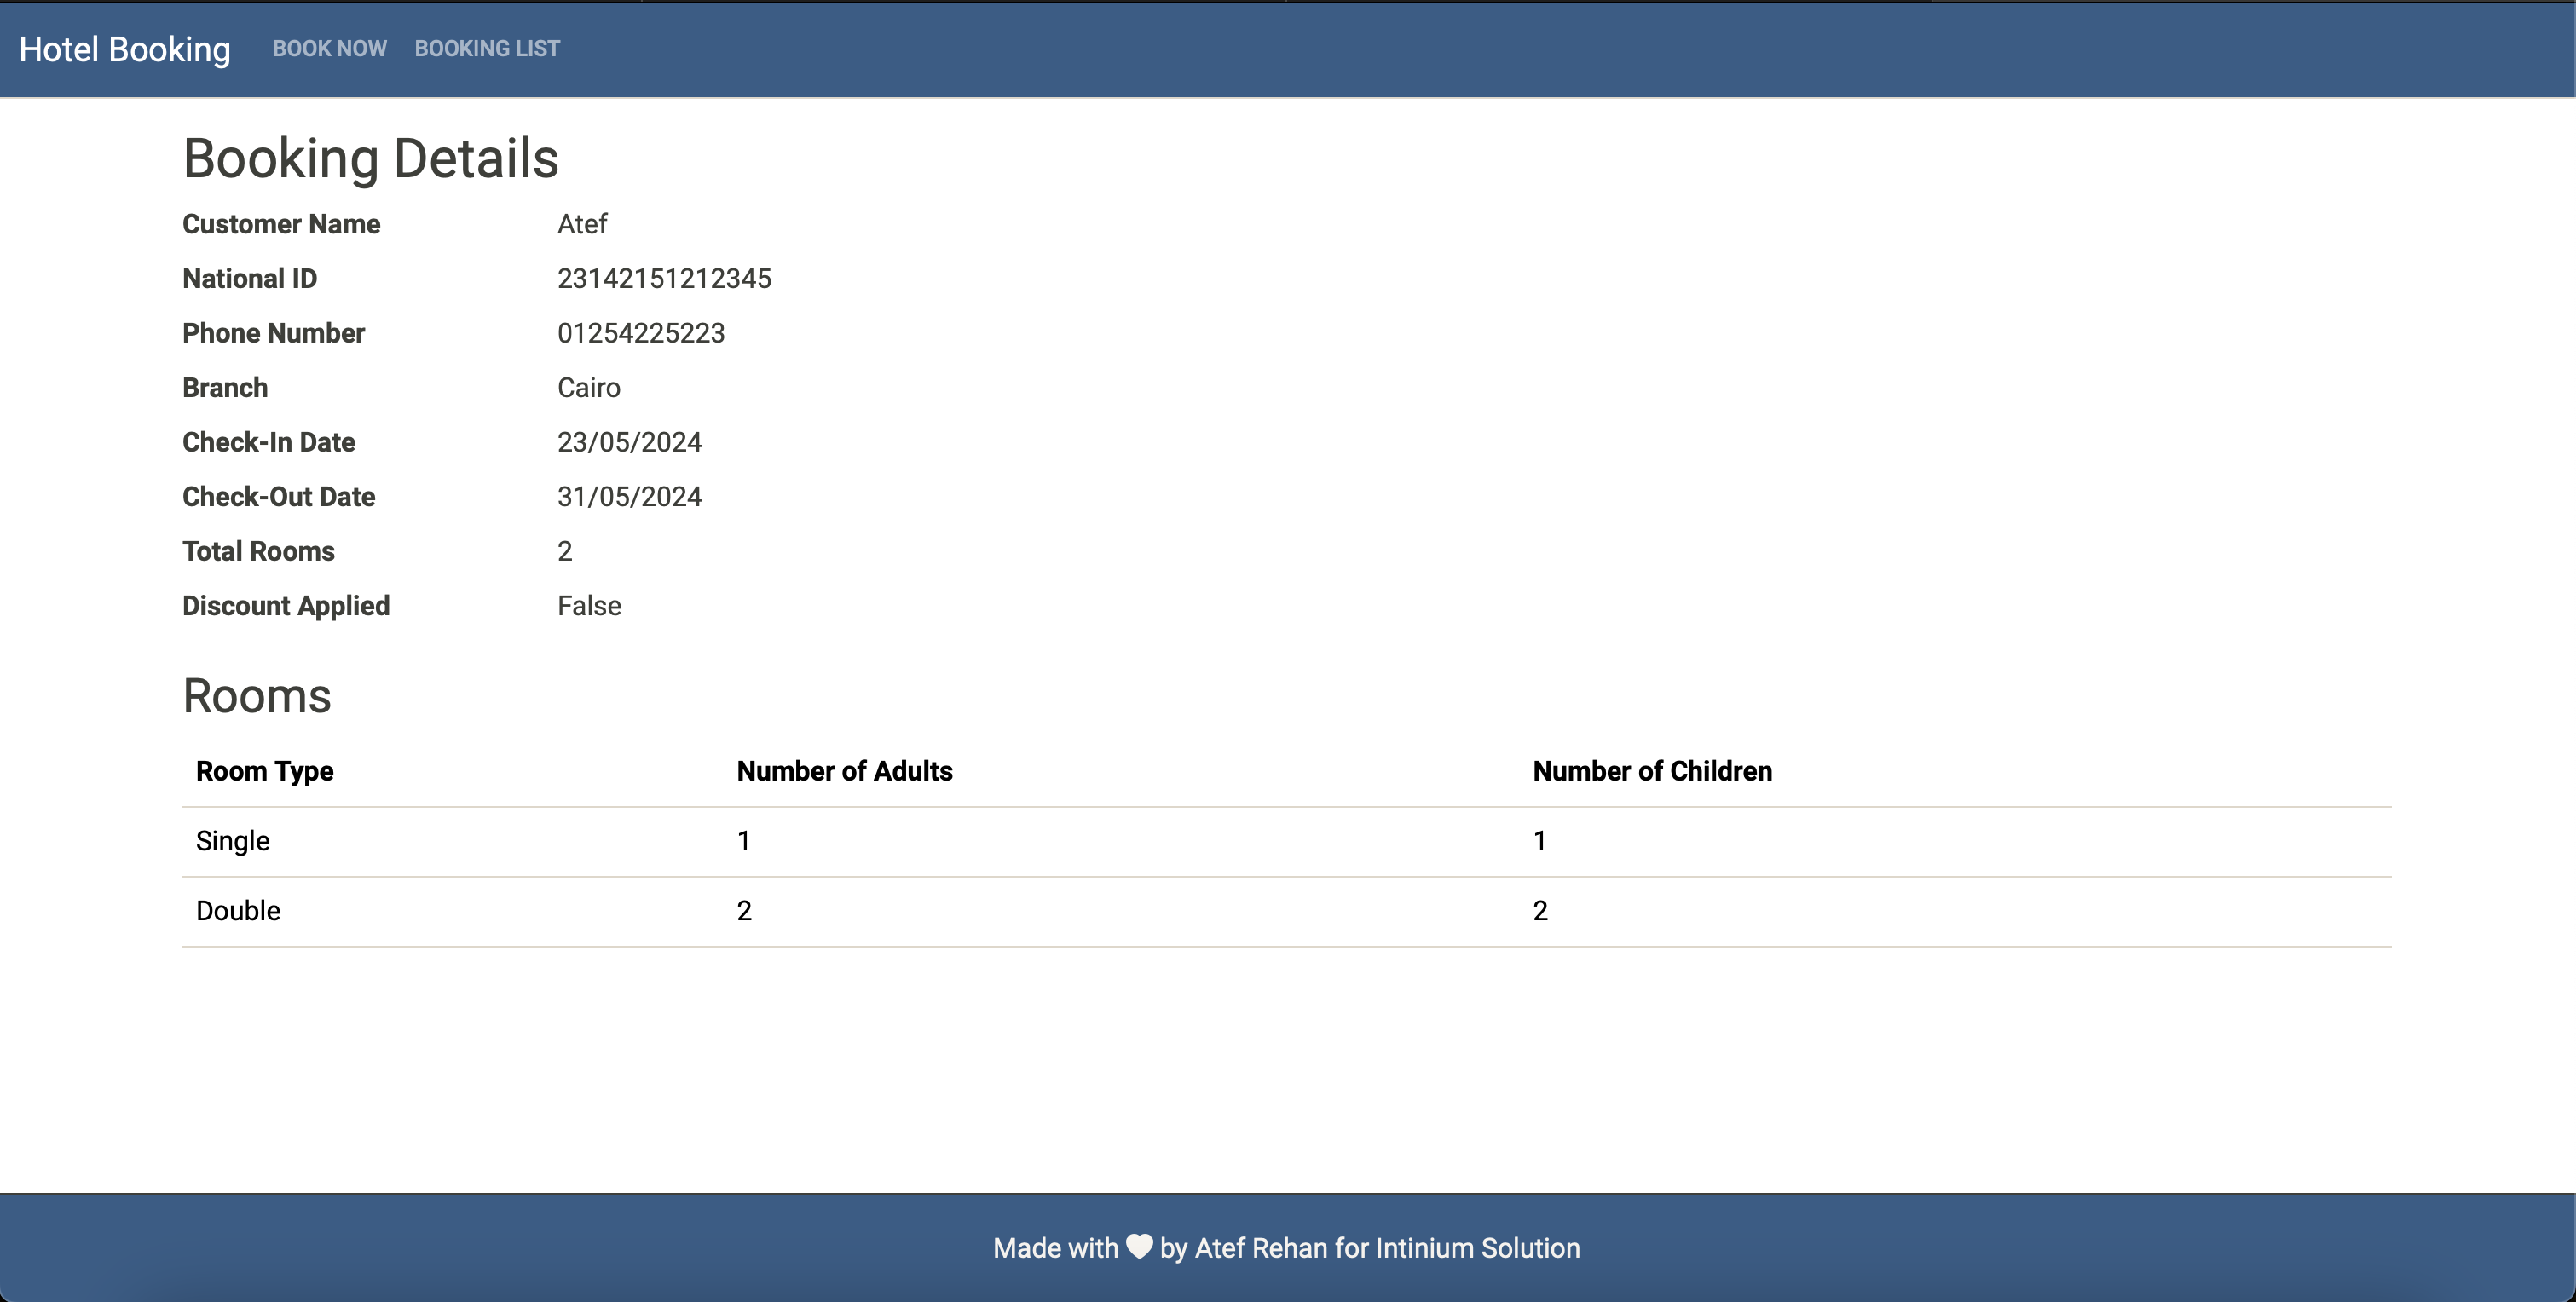 Hotel Booking BOOK NOW BOOKING LIST
Booking Details
Customer Name Atef
National ID 23142151212345
Phone Number 01254225223
Branch Cairo
Check-In Date 23/05/2024
Check-Out Date 31/05/2024
Total Rooms 2
Discount Applied False
Rooms
Room Type Number of Adults Number of Children
Single 1 1
Double 2 2
Made with 🤍 by Atef Rehan for Intinium Solution